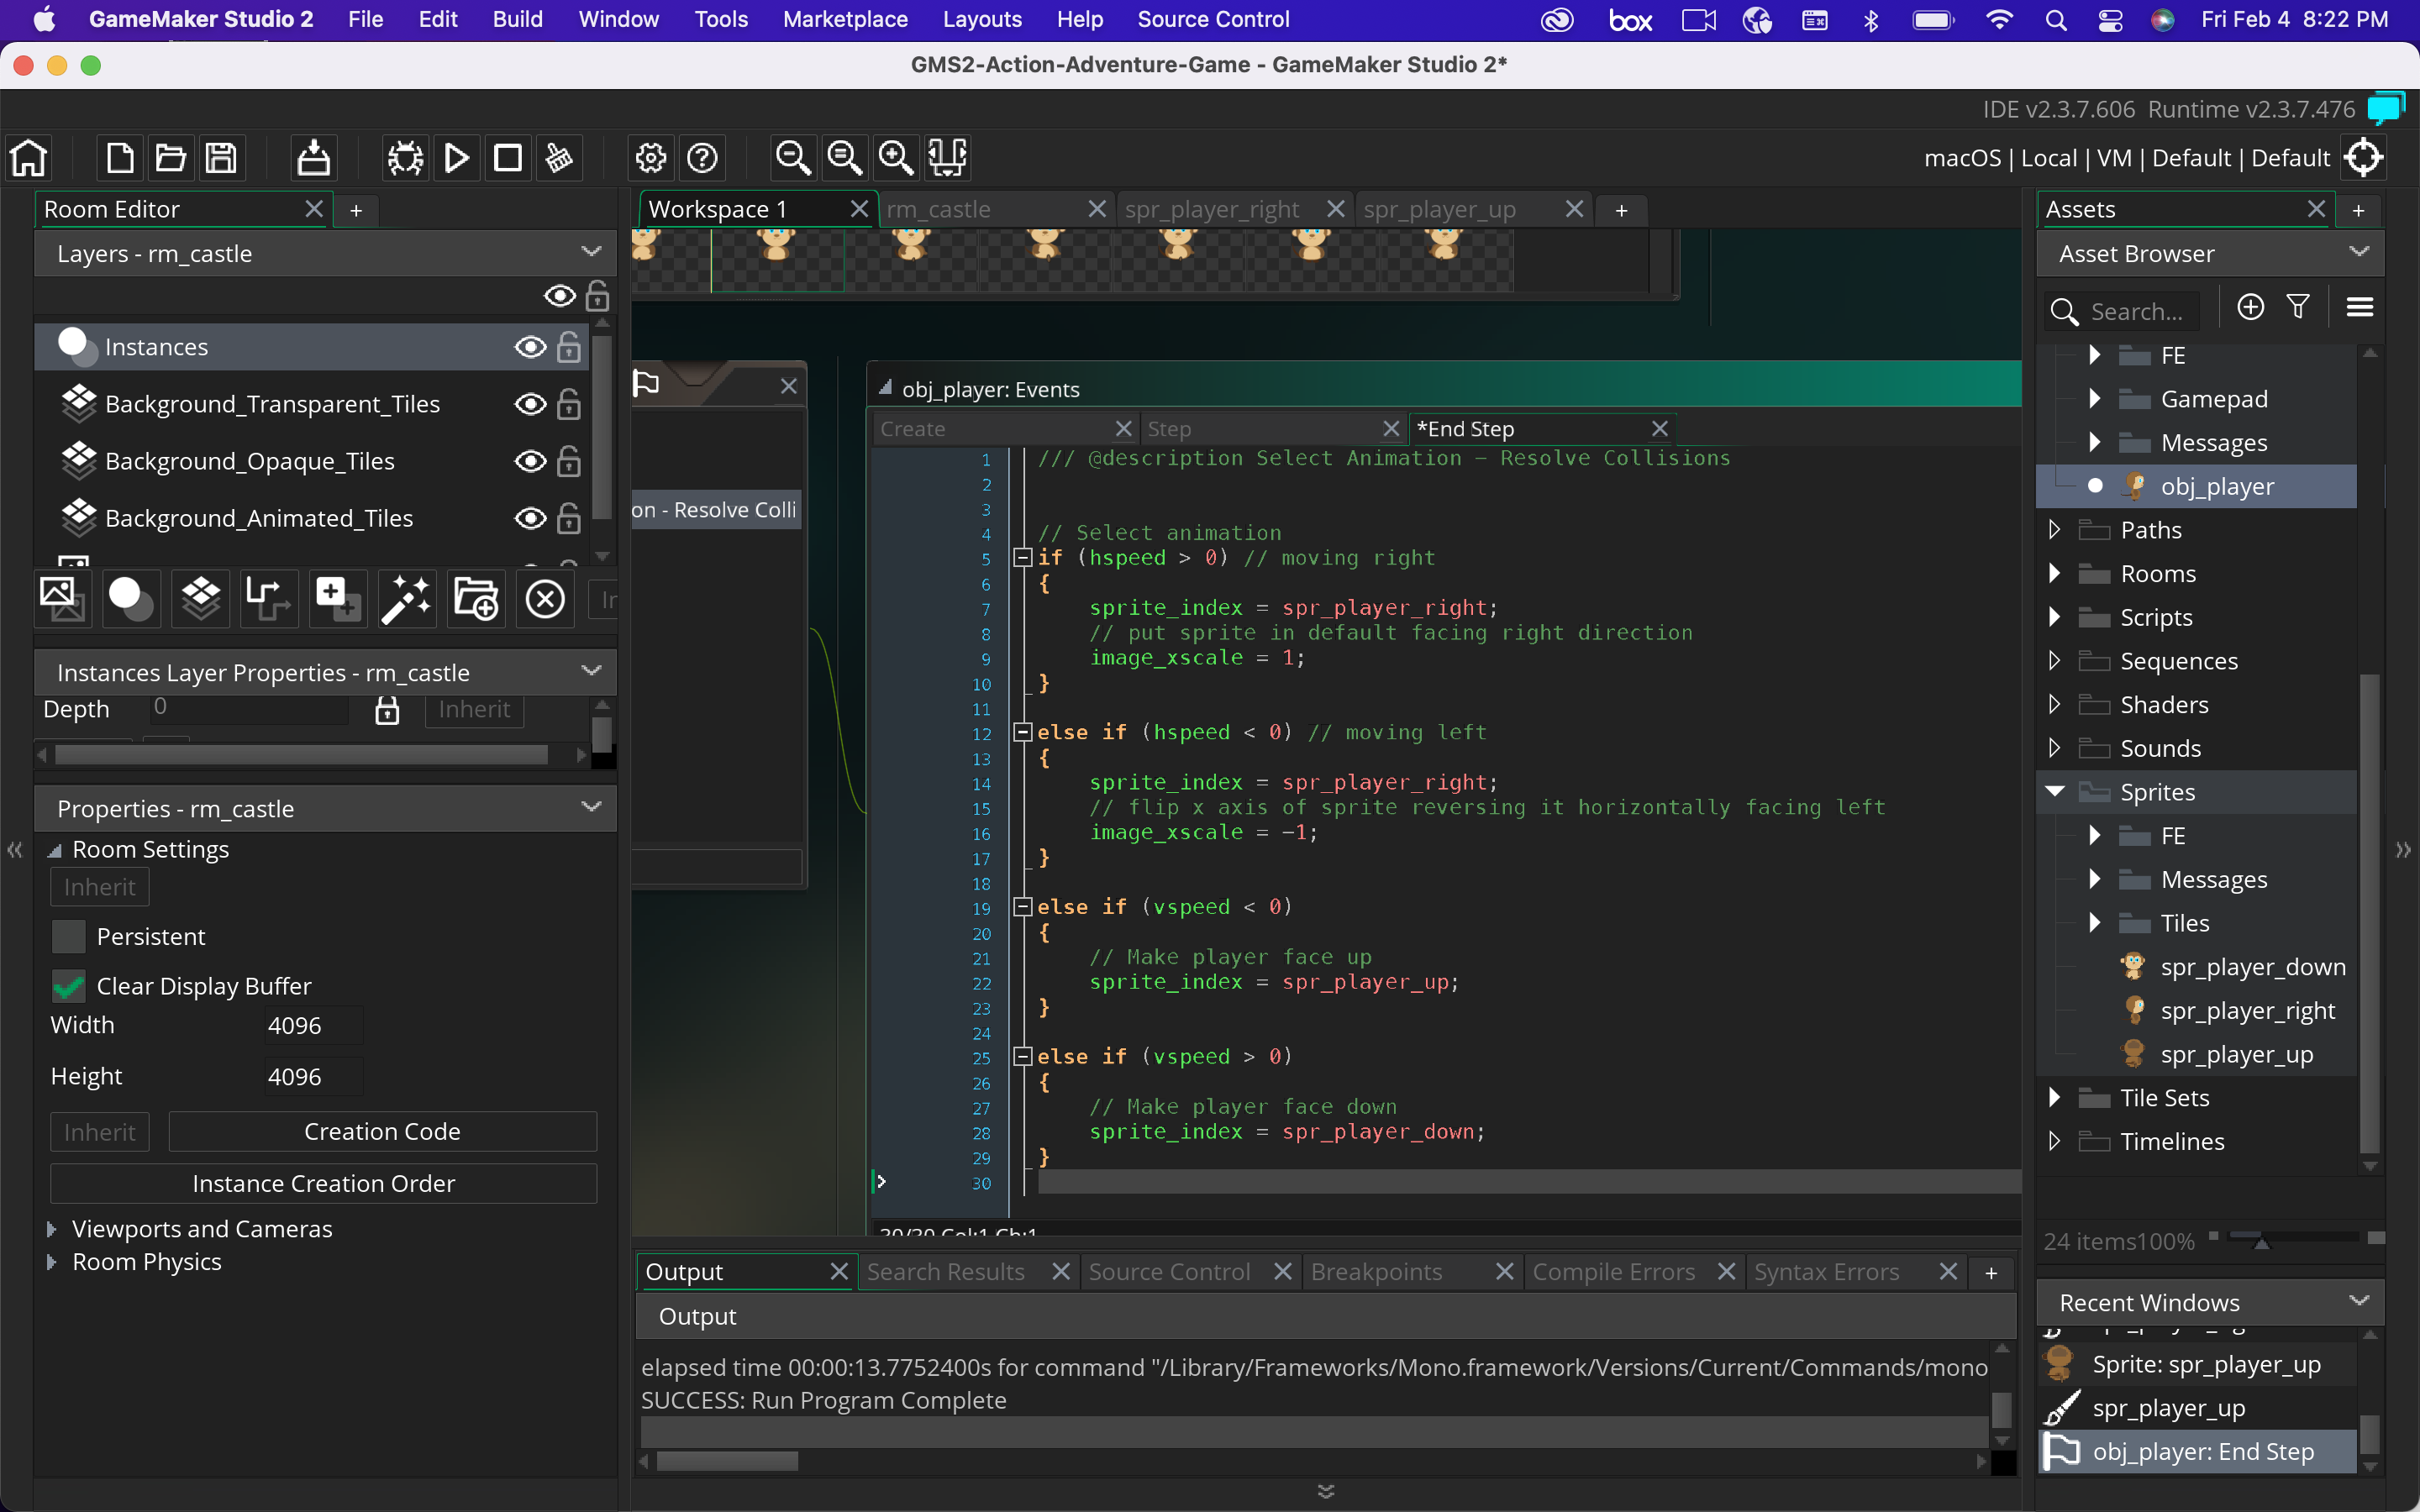 GameMaker Studio 2 File Edit Build Window Tools Marketplace Layouts Help Source Control box Fri Feb 4 8:22 PM
GMS2-Action-Adventure-Game - GameMaker Studio 2*
IDE v2.3.7.606 Runtime v2.3.7.476
macOS | Local | VM | Default | Default
Room Editor
Layers - rm_castle
Instances
Background_Transparent_Tiles
Background_Opaque_Tiles
Background_Animated_Tiles
Instances Layer Properties - rm_castle
Depth 0 Inherit
Properties - rm_castle
Room Settings
Inherit
Persistent
Clear Display Buffer
Width 4096
Height 4096
Inherit Creation Code
Instance Creation Order
Viewports and Cameras
Room Physics
Workspace 1 rm_castle spr_player_right spr_player_up
on - Resolve Colli
obj_player: Events
Create Step *End Step
1 /// @description Select Animation - Resolve Collisions
2
3
4 // Select animation
5 if (hspeed > 0) // moving right
6 {
7 sprite_index = spr_player_right;
8 // put sprite in default facing right direction
9 image_xscale = 1;
10 }
11
12 else if (hspeed < 0) // moving left
13 {
14 sprite_index = spr_player_right;
15 // flip x axis of sprite reversing it horizontally facing left
16 image_xscale = -1;
17 }
18
19 else if (vspeed < 0)
20 {
21 // Make player face up
22 sprite_index = spr_player_up;
23 }
24
25 else if (vspeed > 0)
26 {
27 // Make player face down
28 sprite_index = spr_player_down;
29 }
30
30/30 Col:1 Ch:1
Output Search Results Source Control Breakpoints Compile Errors Syntax Errors
Output
elapsed time 00:00:13.7752400s for command "/Library/Frameworks/Mono.framework/Versions/Current/Commands/mono
SUCCESS: Run Program Complete
Assets
Asset Browser
Search...
FE
Gamepad
Messages
obj_player
Paths
Rooms
Scripts
Sequences
Shaders
Sounds
Sprites
FE
Messages
Tiles
spr_player_down
spr_player_right
spr_player_up
Tile Sets
Timelines
24 items 100%
Recent Windows
Sprite: spr_player_up
spr_player_up
obj_player: End Step